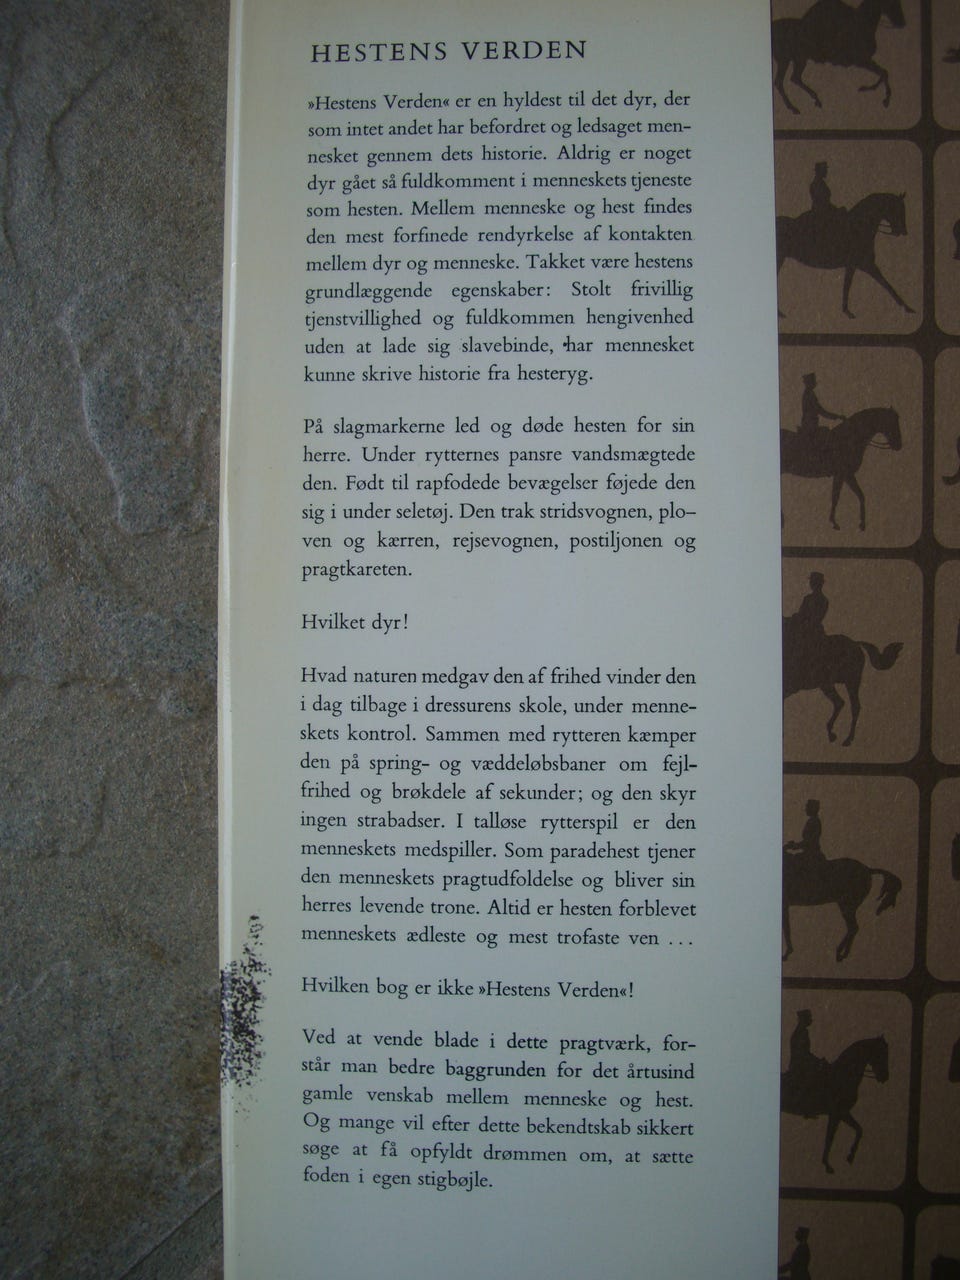 HESTENS VERDEN
»Hestens Verden« er en hyldest til det dyr, der
som intet andet har befordret og ledsaget men-
nesket gennem dets historie. Aldrig er noget
dyr gået så fuldkomment i menneskets tjeneste
som hesten. Mellem menneske og hest findes
den mest forfinede rendyrkelse af kontakten
mellem dyr og menneske. Takket være hestens
grundlæggende egenskaber: Stolt frivillig
tjenstvillighed og fuldkommen hengivenhed
uden at lade sig slavebinde, har mennesket
kunne skrive historie fra hesteryg.
På slagmarkerne led og døde hesten for sin
herre. Under rytternes pansre vandsmægtede
den. Født til rapfodede bevægelser føjede den
sig i under seletøj. Den trak stridsvognen, plo-
ven og kærren, rejsevognen, postiljonen og
pragtkareten.
Hvilket dyr!
Hvad naturen medgav den af frihed vinder den
i dag tilbage i dressurens skole, under menne-
skets kontrol. Sammen med rytteren kæmper
den på spring- og væddeløbsbaner om fejl-
frihed og brøkdele af sekunder; og den skyr
ingen strabadser. I talløse rytterspil er den
menneskets medspiller. Som paradehest tjener
den menneskets pragtudfoldelse og bliver sin
herres levende trone. Altid er hesten forblevet
menneskets ædleste og mest trofaste ven ...
Hvilken bog er ikke »Hestens Verden«!
Ved at vende blade i dette pragtværk, for-
står man bedre baggrunden for det årtusind
gamle venskab mellem menneske og hest.
Og mange vil efter dette bekendtskab sikkert
søge at få opfyldt drømmen om, at sætte
foden i egen stigbøjle.